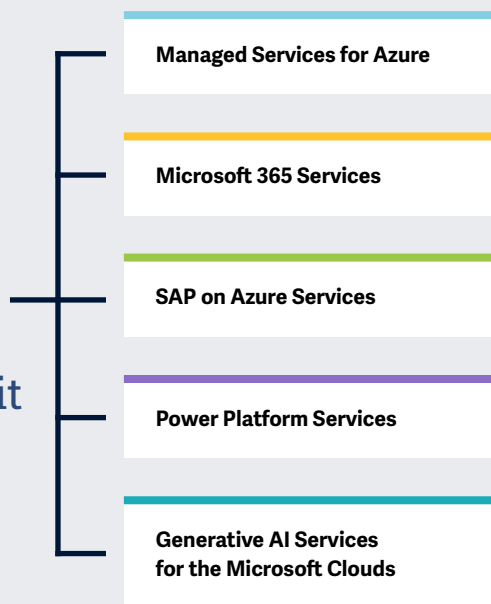 Managed Services for Azure
Microsoft 365 Services
SAP on Azure Services
it
Power Platform Services
Generative AI Services
for the Microsoft Clouds